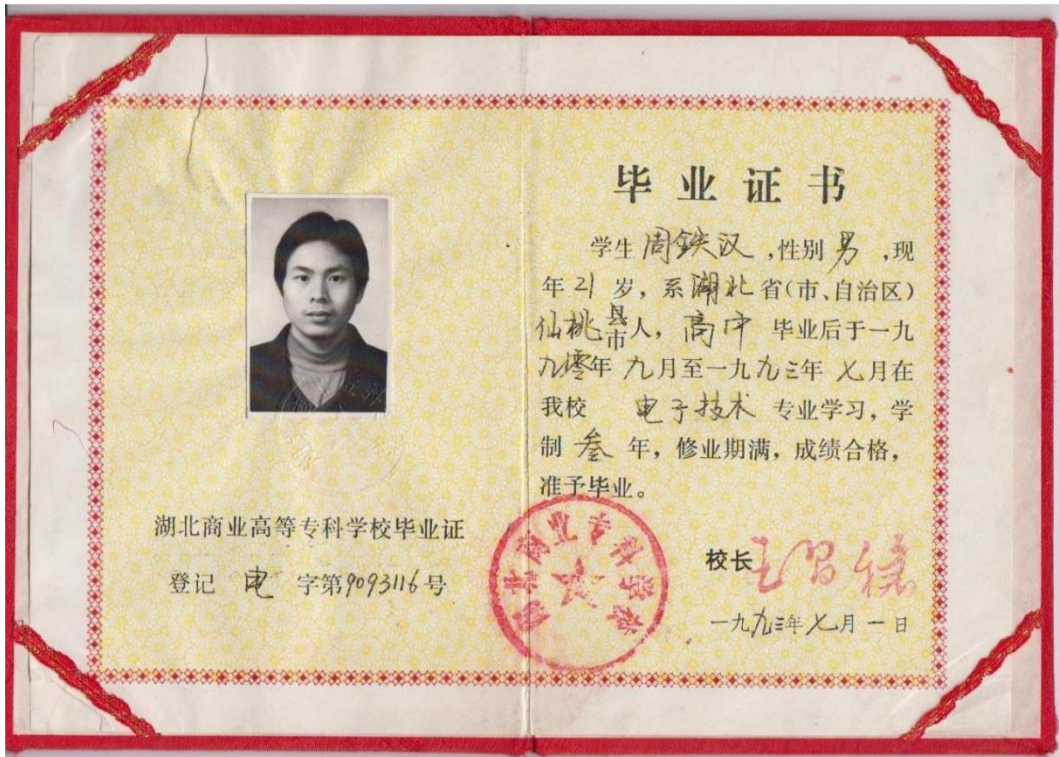 湖北商业高等专科学校毕业证
登记 电 字第9093116号
毕业证书
学生周铁汉,性别男,现
年21岁,系湖北省(市、自治区)
仙桃县市人,高中毕业后于一九
九零年九月至一九九三年七月在
我校 电子技术 专业学习,学
制叁年,修业期满,成绩合格,
准予毕业。
商业专科学校
校长
一九九三年七月一日